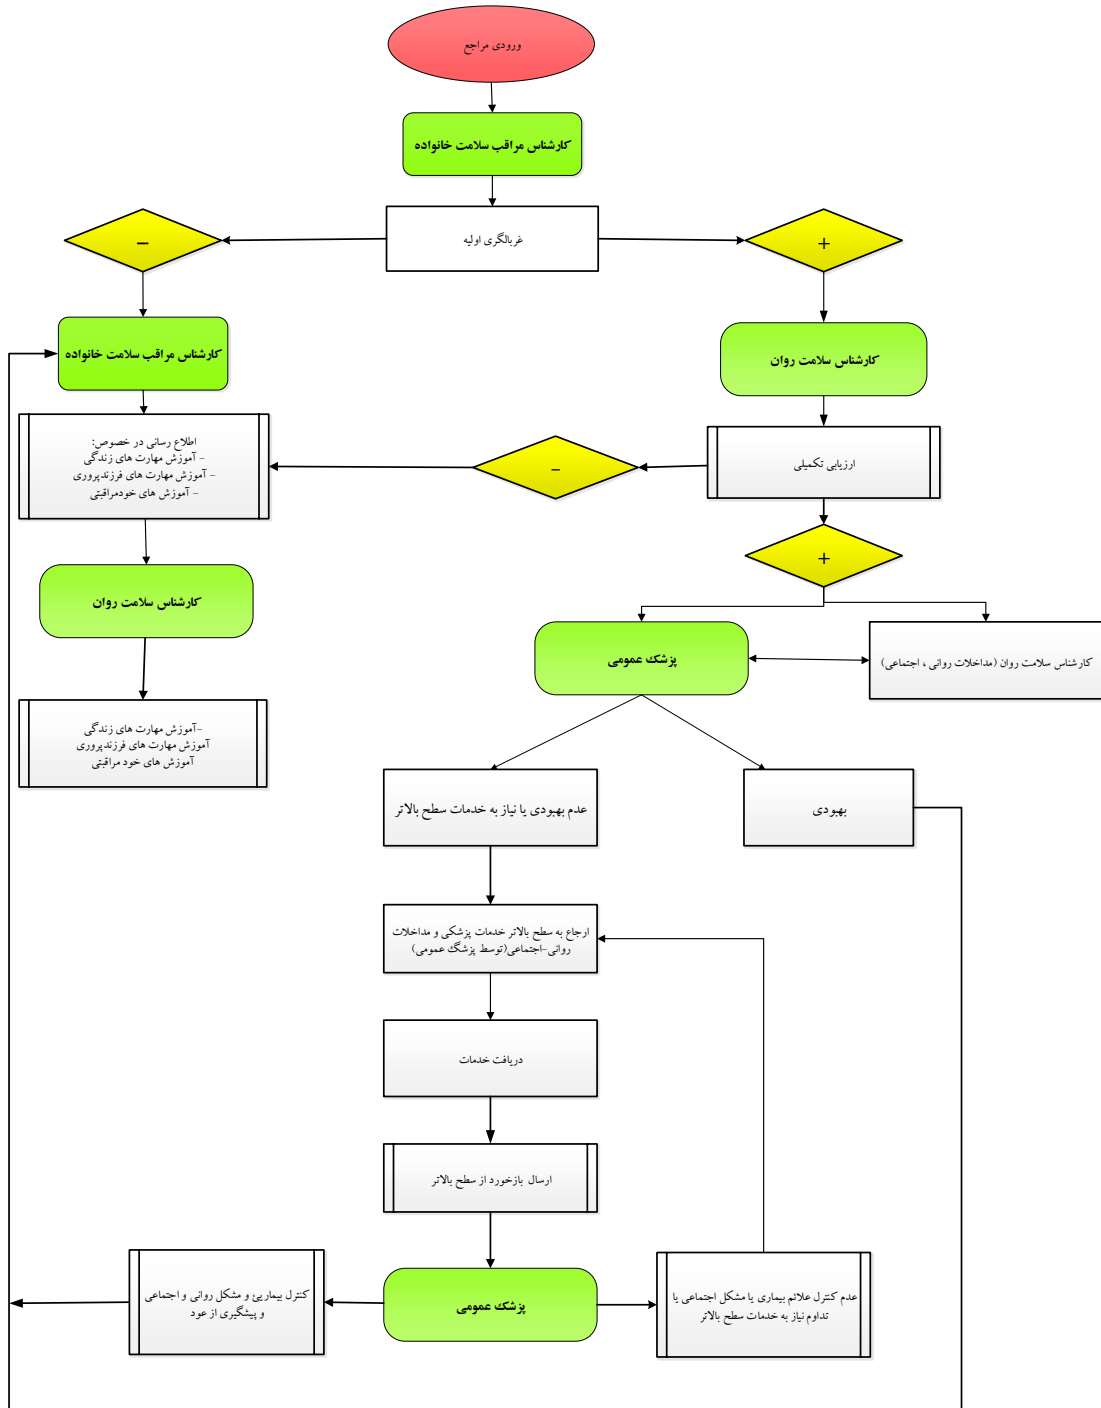 ورودی مراجع
کارشناس مراقب سلامت خانواده
غربالگری اولیه
–
+
کارشناس مراقب سلامت خانواده
کارشناس سلامت روان
اطلاع رسانی در خصوص:
– آموزش مهارت های زندگی
– آموزش مهارت های فرزندپروری
– آموزش های خودمراقبتی
–
ارزیابی تکمیلی
+
کارشناس سلامت روان
پزشک عمومی
کارشناس سلامت روان (مداخلات روانی ، اجتماعی)
–آموزش مهارت های زندگی
آموزش مهارت های فرزندپروری
آموزش های خود مراقبتی
عدم بهبودی یا نیاز به خدمات سطح بالاتر
بهبودی
ارجاع به سطح بالاتر خدمات پزشکی و مداخلات
روانی-اجتماعی(توسط پزشگ عمومی)
دریافت خدمات
ارسال بازخورد از سطح بالاتر
کنترل بیماریئ و مشکل روانی و اجتماعی
و پیشگیری از عود
پزشک عمومی
عدم کنترل علائم بیماری یا مشکل اجتماعی یا
تداوم نیاز به خدمات سطح بالاتر